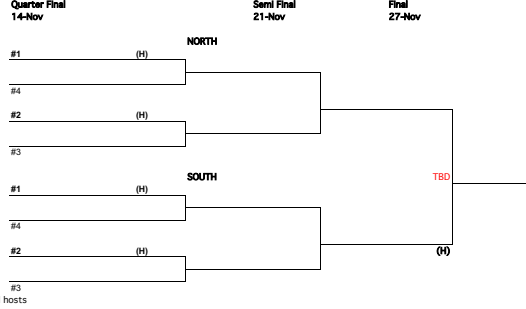 Quarter Final Semi Final Final
14-Nov 21-Nov 27-Nov
NORTH
#1 (H)
#4
#2 (H)
#3
SOUTH
TBD
#1 (H)
#4
#2 (H)
(H)
#3
hosts